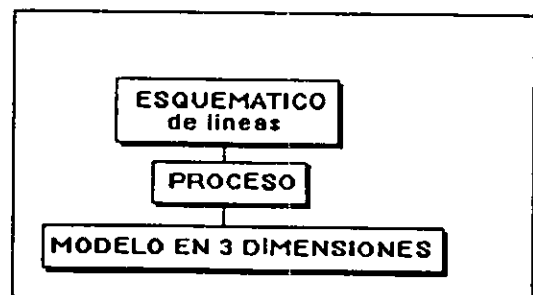 ESQUEMATICO
de lineas
PROCESO
MODELO EN 3 DIMENSIONES